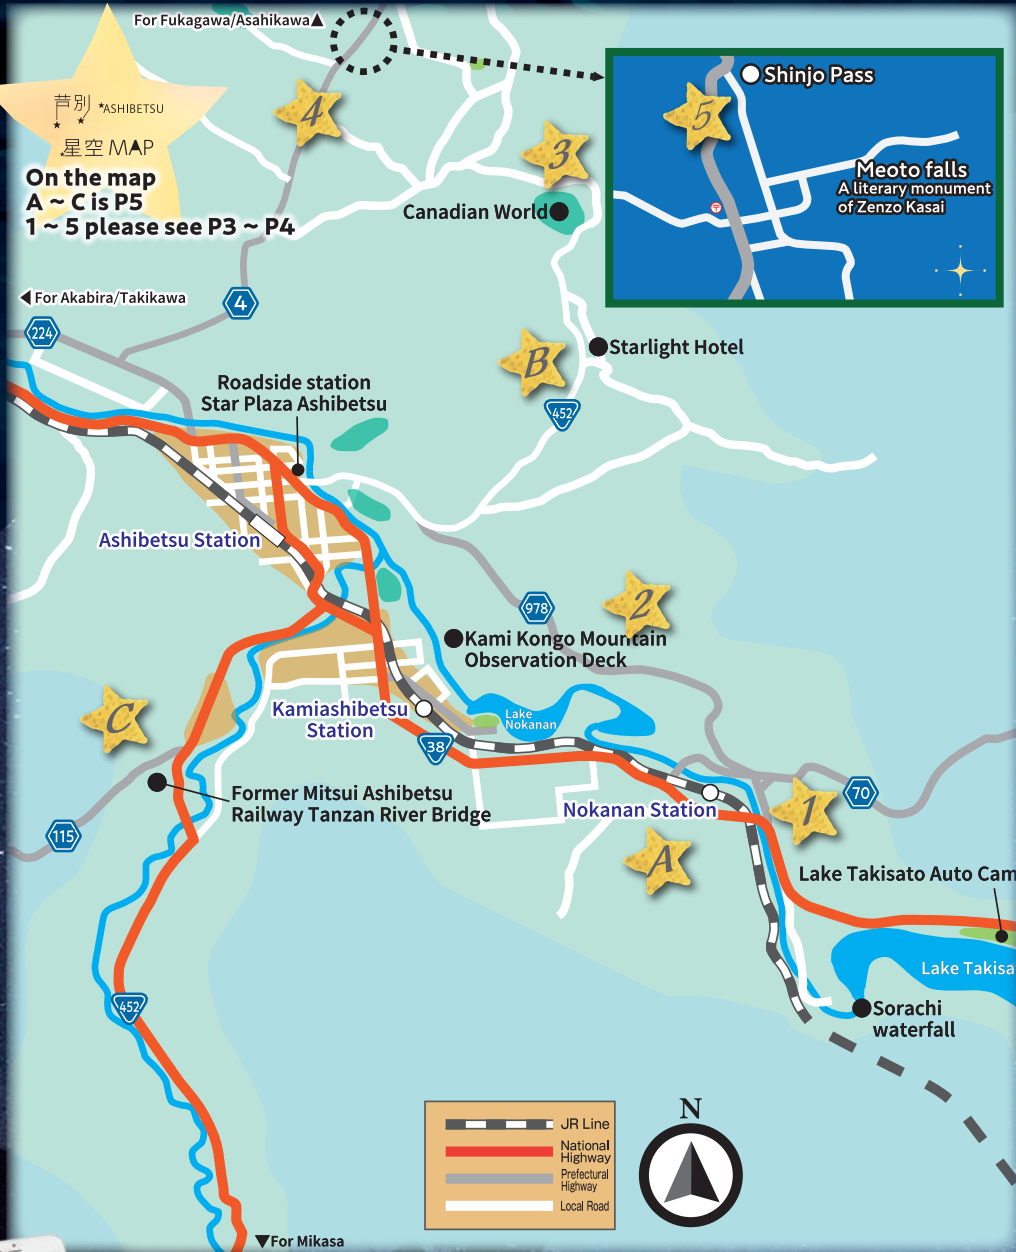 For Fukagawa/Asahikawa▲
芦別 ★ASHIBETSU
星空 MAP
On the map
A ~ C is P5
1 ~ 5 please see P3 ~ P4
4
3
5
Shinjo Pass
Meoto falls
A literary monument
of Zenzo Kasai
Canadian World
◀For Akabira/Takikawa
4
224
B
Starlight Hotel
452
Roadside station
Star Plaza Ashibetsu
Ashibetsu Station
978
2
Kami Kongo Mountain
Observation Deck
C
Kamiashibetsu
Station
Lake
Nokanan
38
Former Mitsui Ashibetsu
Railway Tanzan River Bridge
115
Nokanan Station
1
70
A
Lake Takisato Auto Cam
Lake Takisa
452
Sorachi
waterfall
N
JR Line
National
Highway
Prefectural
Highway
Local Road
▼For Mikasa